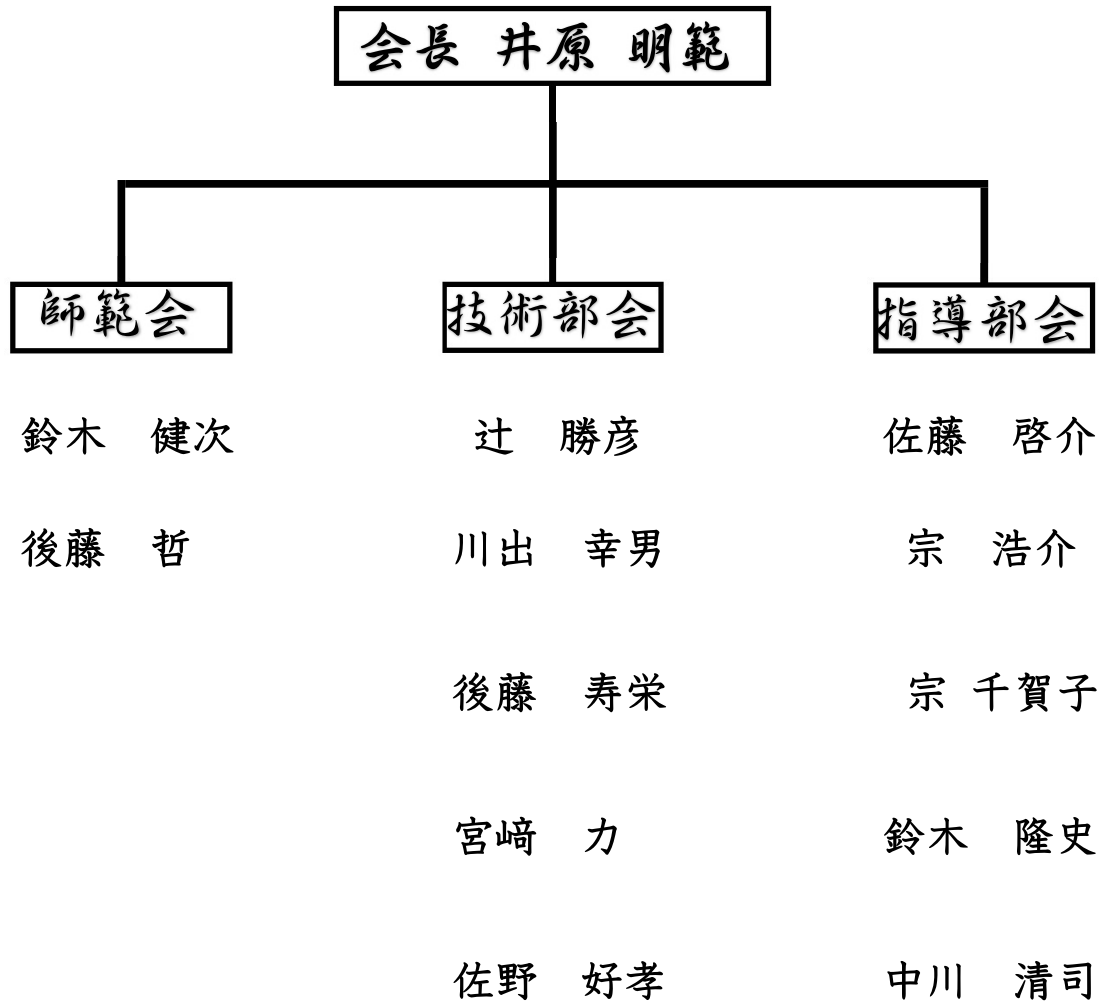 会長 井原 明範
師範会 技術部会 指導部会
鈴木 健次 辻 勝彦 佐藤 啓介
後藤 哲 川出 幸男 宗 浩介
後藤 寿栄 宗 千賀子
宮﨑 力 鈴木 隆史
佐野 好孝 中川 清司